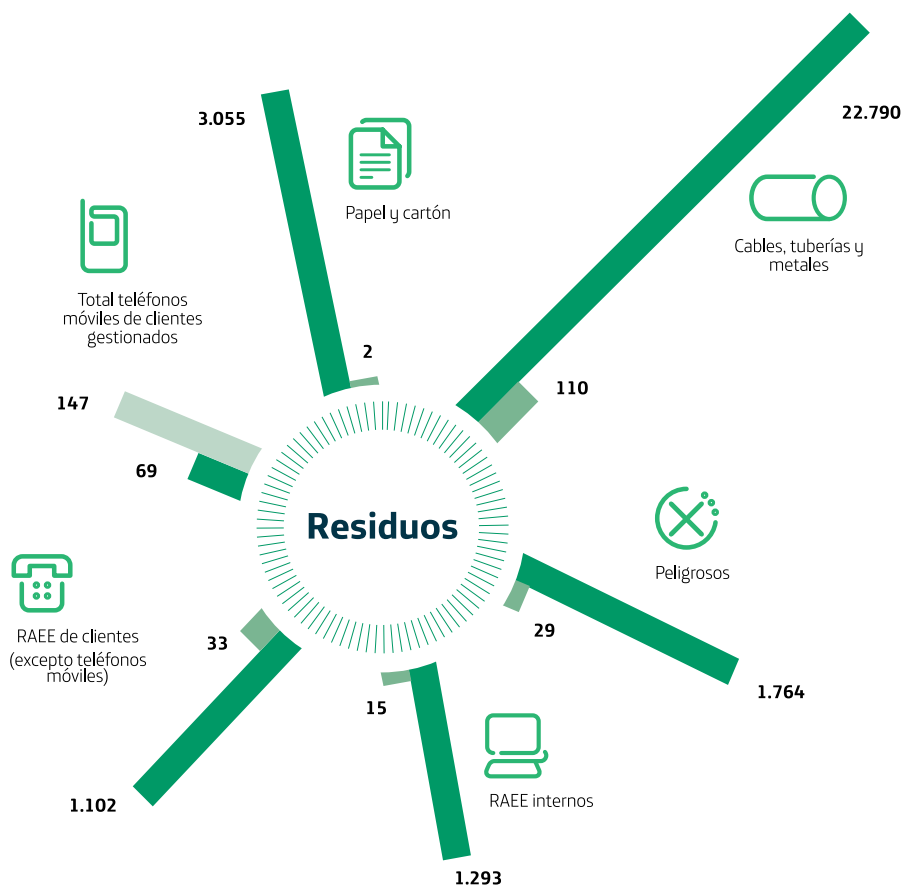 22.790
3.055
Papel y cartón
Cables, tuberías y
metales
Total teléfonos
móviles de clientes
gestionados
2
110
147
69
Residuos
Peligrosos
RAEE de clientes
(excepto teléfonos
móviles)
33
29
15
1.764
RAEE internos
1.102
1.293